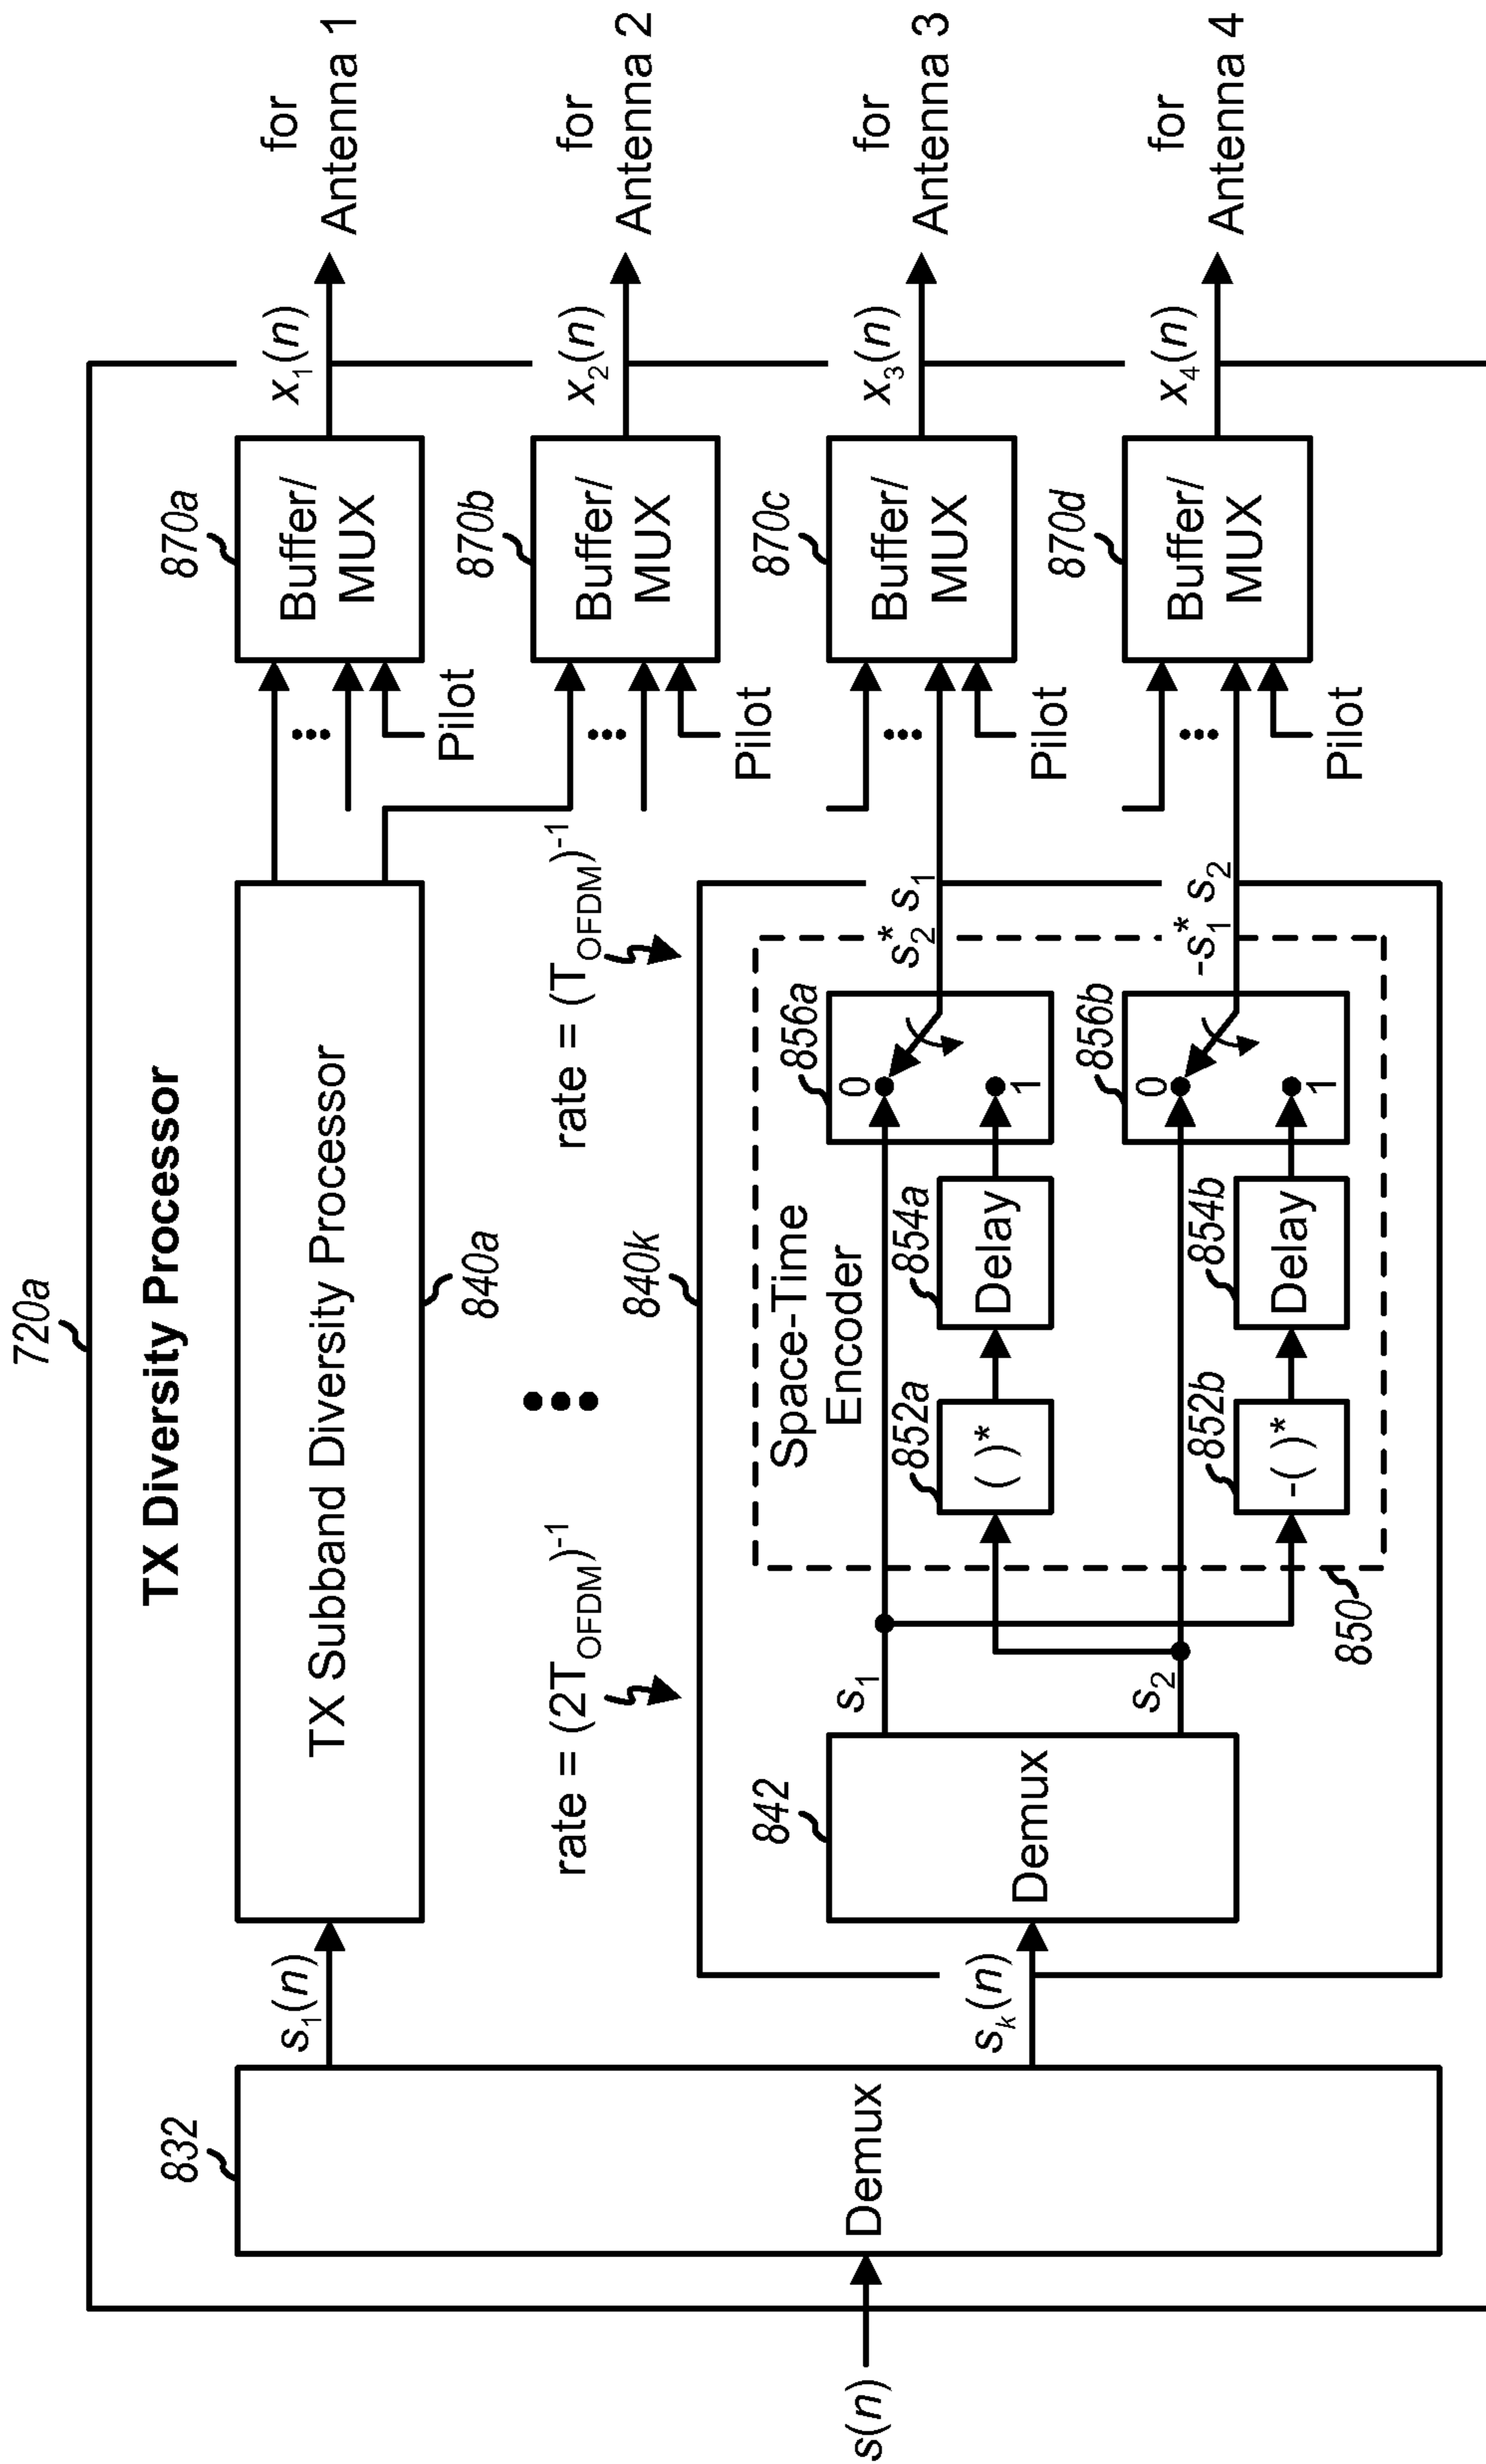 720a
TX Diversity Processor
s(n)
832
Demux
s₁(n)
TX Subband Diversity Processor
840a
870a
Buffer/
MUX
Pilot
x₁(n)
for
Antenna 1
870b
Buffer/
MUX
Pilot
x₂(n)
for
Antenna 2
rate = (2T_OFDM)⁻¹
840k
rate = (T_OFDM)⁻¹
sₖ(n)
842
Demux
s₁
s₂
850
Space-Time
Encoder
852a
( )*
854a
Delay
856a
0
1
s₂* s₁
852b
-( )*
854b
Delay
856b
0
1
-s₁* s₂
870c
Buffer/
MUX
Pilot
x₃(n)
for
Antenna 3
870d
Buffer/
MUX
Pilot
x₄(n)
for
Antenna 4